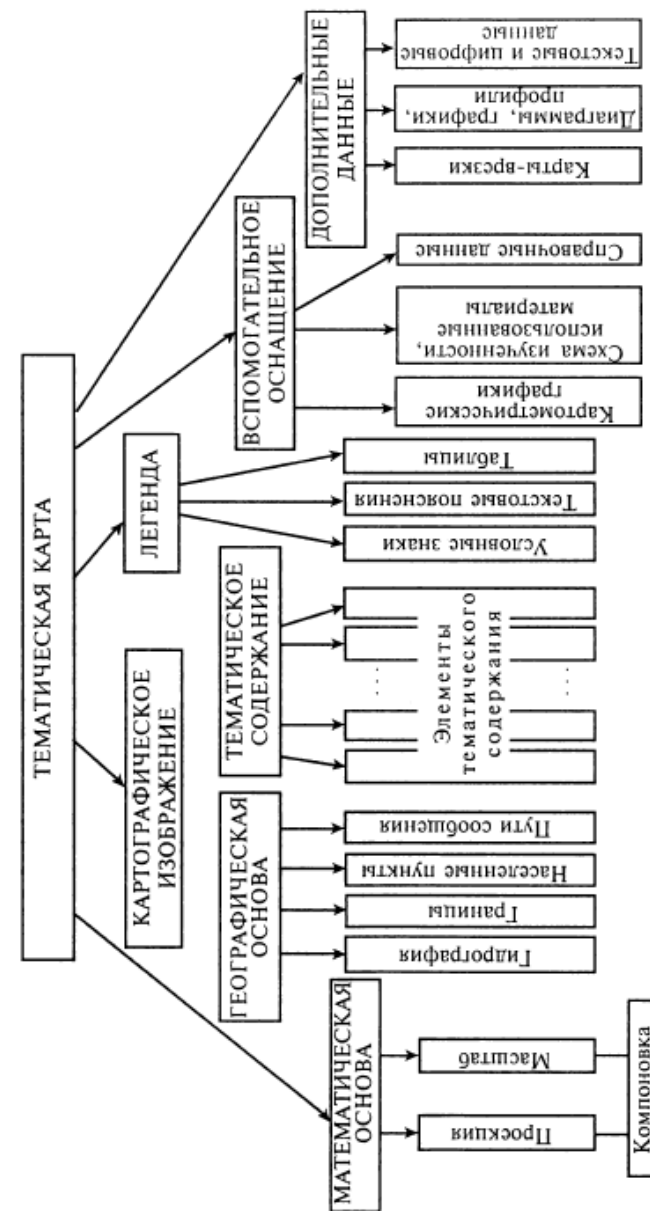 ТЕМАТИЧЕСКАЯ КАРТА
КАРТОГРАФИЧЕСКОЕ
ИЗОБРАЖЕНИЕ
ЛЕГЕНДА
МАТЕМАТИЧЕСКАЯ
ОСНОВА
ГЕОГРАФИЧЕСКАЯ
ОСНОВА
ТЕМАТИЧЕСКОЕ
СОДЕРЖАНИЕ
ВСПОМОГАТЕЛЬНОЕ
ОСНАЩЕНИЕ
ДОПОЛНИТЕЛЬНЫЕ
ДАННЫЕ
Проекция
Масштаб
Компоновка
Гидрография
Границы
Населенные пункты
Пути сообщения
Элементы
тематического
содержания
Условные знаки
Текстовые пояснения
Таблицы
Картометрические
графики
Схема изученности,
использованные
материалы
Справочные данные
Карты-врезки
Диаграммы, графики,
профили
Текстовые и цифровые
данные